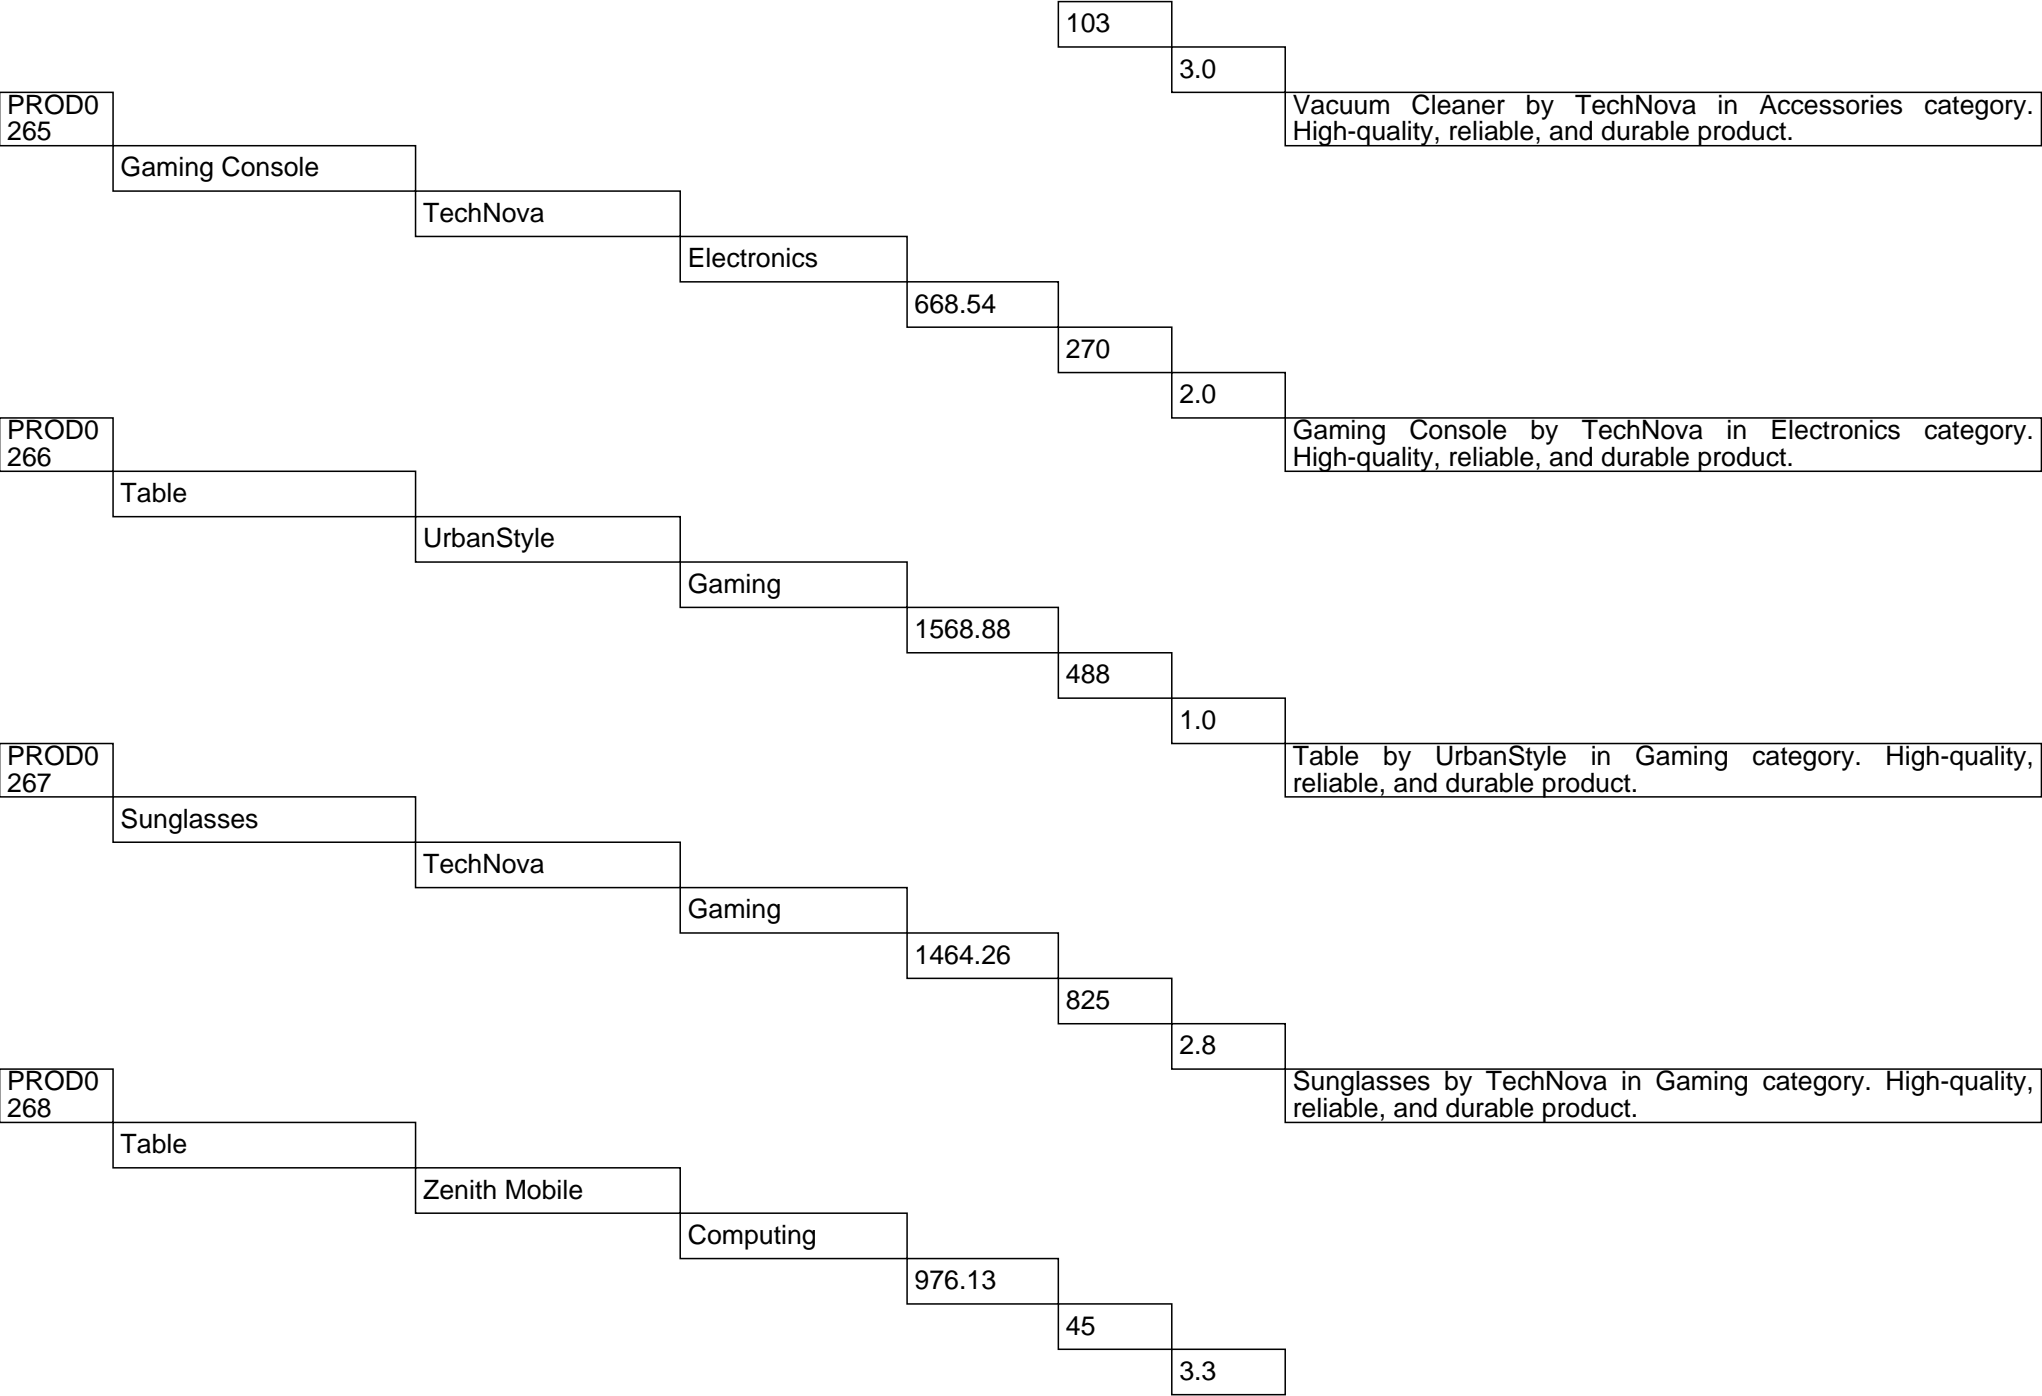 103
3.0
Vacuum Cleaner by TechNova in Accessories category.
High-quality, reliable, and durable product.
PROD0
265
Gaming Console
TechNova
Electronics
668.54
270
2.0
Gaming Console by TechNova in Electronics category.
High-quality, reliable, and durable product.
PROD0
266
Table
UrbanStyle
Gaming
1568.88
488
1.0
Table by UrbanStyle in Gaming category. High-quality,
reliable, and durable product.
PROD0
267
Sunglasses
TechNova
Gaming
1464.26
825
2.8
Sunglasses by TechNova in Gaming category. High-quality,
reliable, and durable product.
PROD0
268
Table
Zenith Mobile
Computing
976.13
45
3.3